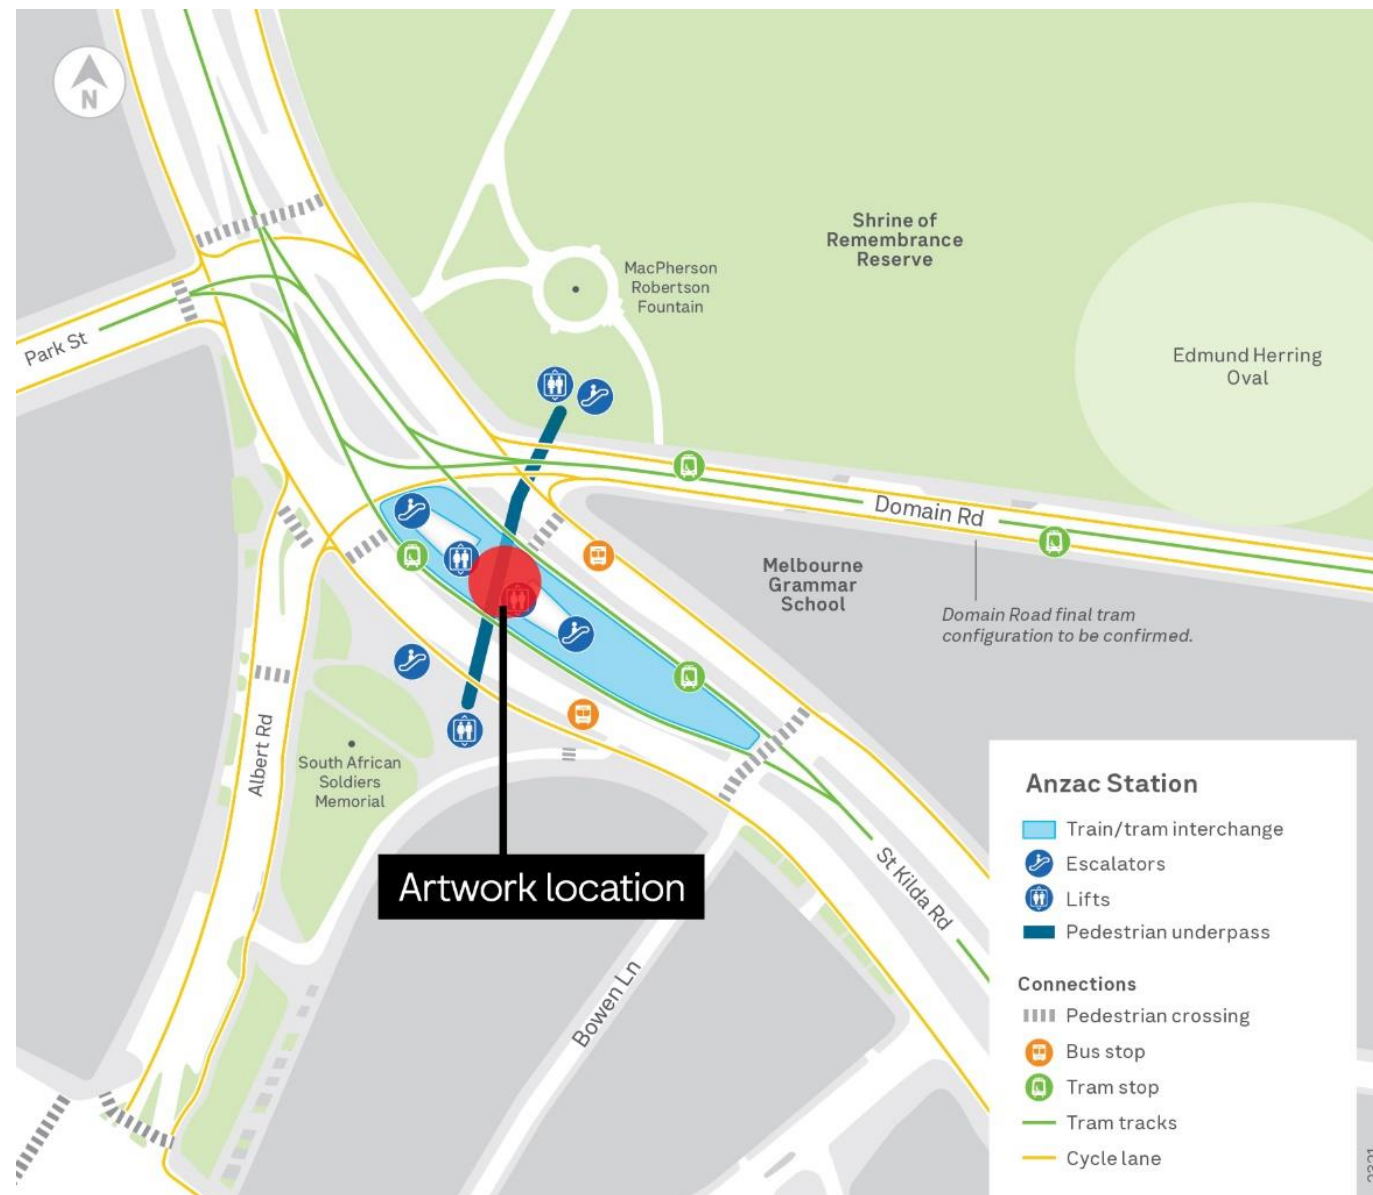 N
Shrine of
Remembrance
Reserve
MacPherson
Robertson
Fountain
Park St
Edmund Herring
Oval
Domain Rd
Melbourne
Grammar
School
Domain Road final tram
configuration to be confirmed.
Albert Rd
South African
Soldiers
Memorial
Artwork location
St Kilda Rd
Bowen Ln
Anzac Station
Train/tram interchange
Escalators
Lifts
Pedestrian underpass
Connections
Pedestrian crossing
Bus stop
Tram stop
Tram tracks
Cycle lane